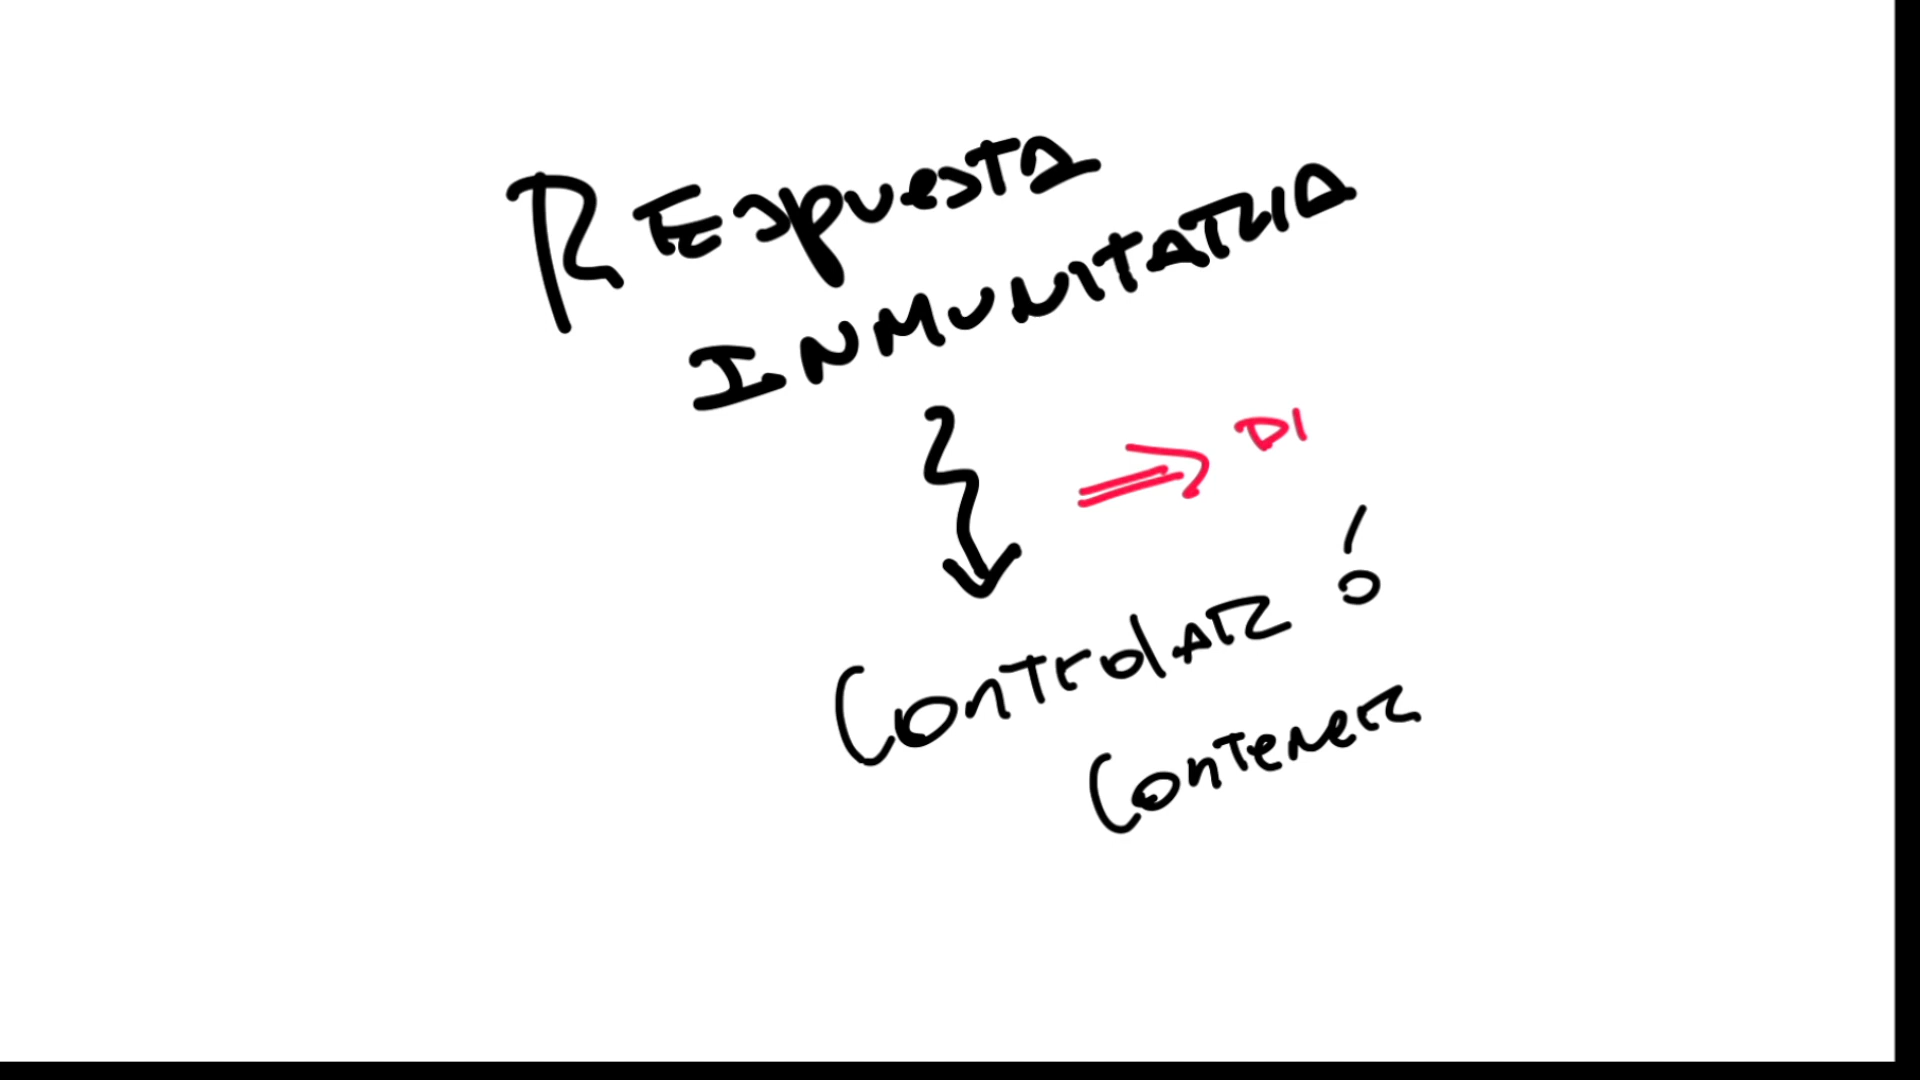 REspuesta
INMUNITARIA
DI
Controlar !
Contener